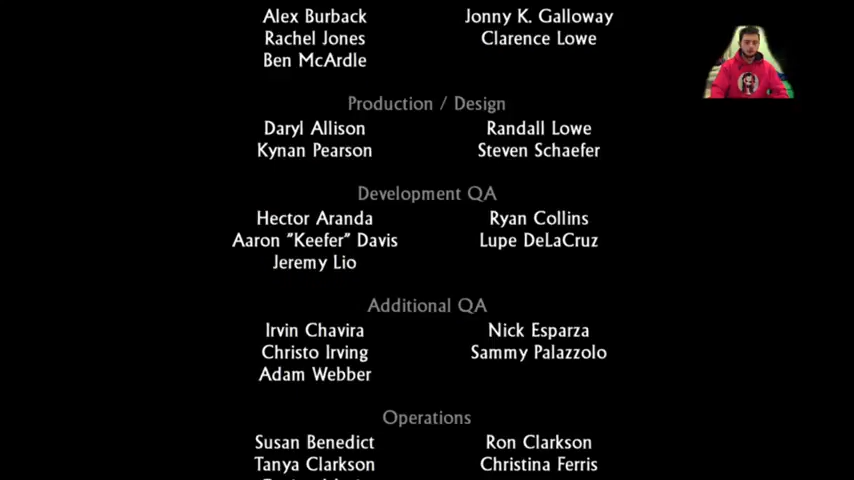 Alex Burback Jonny K. Galloway
Rachel Jones Clarence Lowe
Ben McArdle
Production / Design
Daryl Allison Randall Lowe
Kynan Pearson Steven Schaefer
Development QA
Hector Aranda Ryan Collins
Aaron "Keefer" Davis Lupe DeLaCruz
Jeremy Lio
Additional QA
Irvin Chavira Nick Esparza
Christo Irving Sammy Palazzolo
Adam Webber
Operations
Susan Benedict Ron Clarkson
Tanya Clarkson Christina Ferris